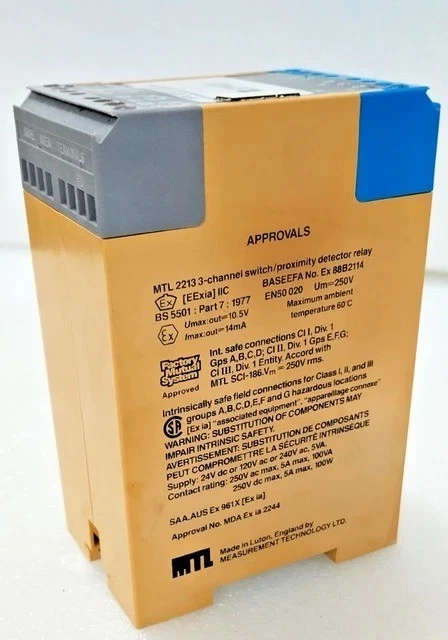 SAFE AREA TERMINALS
APPROVALS
MTL 2213 3-channel switch/proximity detector relay
Ex [EExia] IIC BASEEFA No. Ex 88B2114
BS 5501 : Part 7 : 1977 EN50 020 Um=250V
Ex Umax:out=10.5V Maximum ambient
Imax:out=14mA temperature 60°C
Factory Mutual System Approved
Int. safe connections Cl I, Div. 1
Gps A,B,C,D; Cl II, Div. 1 Gps E,F,G;
Cl III, Div. 1 Entity. Accord with
MTL SCI-186.Vm = 250V rms.
Intrinsically safe field connections for Class i, ii, and iii
SA groups A,B,C,D,E,F and G hazardous locations
[Ex ia] "associated equipment", "appareillage connexe"
WARNING: SUBSTITUTION OF COMPONENTS MAY
IMPAIR INTRINSIC SAFETY.
AVERTISSEMENT: SUBSTITUTION DE COMPOSANTS
PEUT COMPROMETTRE LA SÉCURITÉ INTRINSÈQUE
Supply: 24V dc or 120V ac or 240V ac, 5VA.
Contact rating: 250V ac max, 5A max, 100VA
250V dc max, 5A max, 100W
SAA.AUS Ex 961X [Ex ia]
Approval No. MDA Ex ia 2244
MTL
Made in Luton, England by
MEASUREMENT TECHNOLOGY LTD.